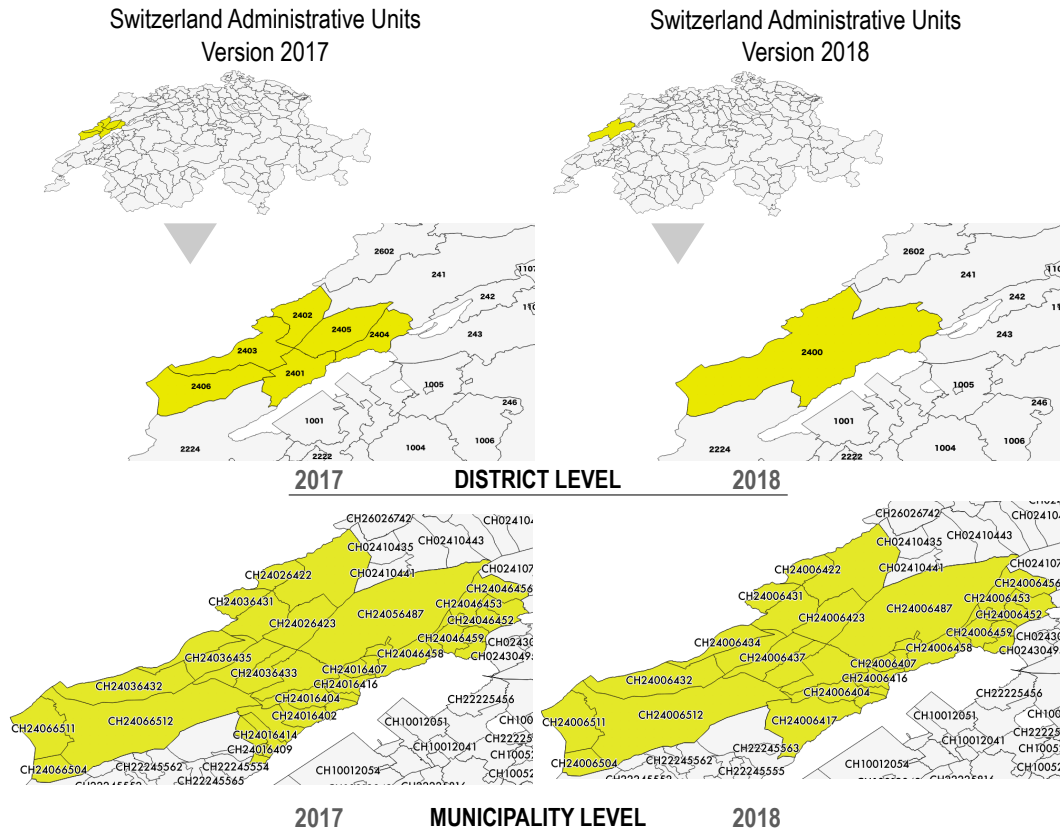 Switzerland Administrative Units
Version 2017
Switzerland Administrative Units
Version 2018
2602
241
1107
242
2402
2405
2404
243
2403
2401
2406
1005
246
1001
1006
2224
1004
2222
2602
241
242
243
2400
1005
246
1001
1006
2224
1004
2222
2017
DISTRICT LEVEL
2018
CH26026742
CH02410443
CH02410435
CH02410441
CH24026422
CH24046456
CH24036431
CH24046453
CH24056487
CH24026423
CH24046452
CH24046459
CH24036435
CH24046458
CH24016407
CH24036433
CH24016416
CH24036432
CH24016404
CH22225456
CH24016402
CH24066511
CH24066512
CH24016414
CH10012051
CH24016409
CH10012041
CH22245562
CH22245554
CH10012054
CH24066504
CH22245565
CH26026742
CH02410443
CH02410435
CH02410441
CH24006422
CH24006456
CH24006431
CH24006453
CH24006487
CH24006423
CH24006452
CH24006459
CH24006434
CH24006458
CH24006437
CH24006407
CH24006416
CH24006432
CH24006404
CH22225456
CH24006511
CH24006512
CH24006417
CH10012051
CH22245563
CH10012041
CH24006504
CH22245562
CH22245555
CH10012054
2017
MUNICIPALITY LEVEL
2018